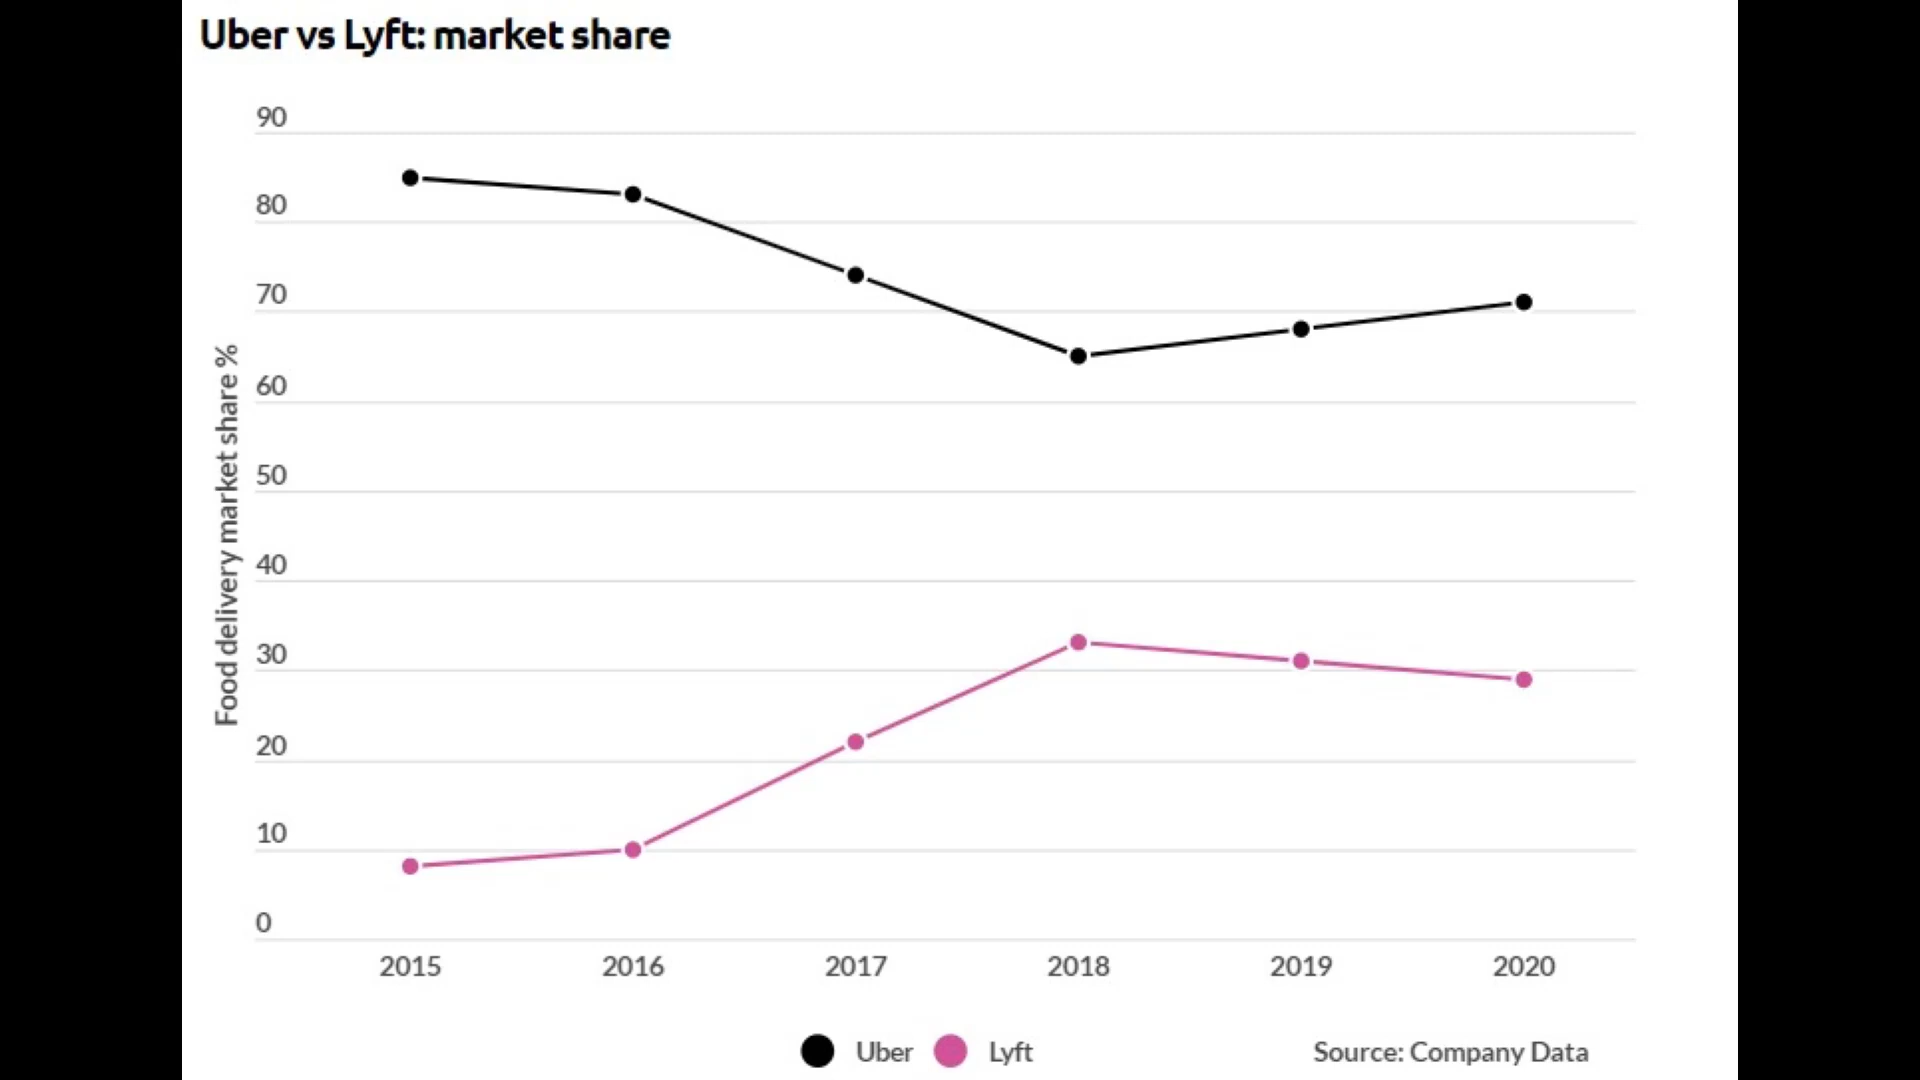 Uber vs Lyft: market share
Food delivery market share %
90
80
70
60
50
40
30
20
10
0
2015 2016 2017 2018 2019 2020
Uber Lyft Source: Company Data